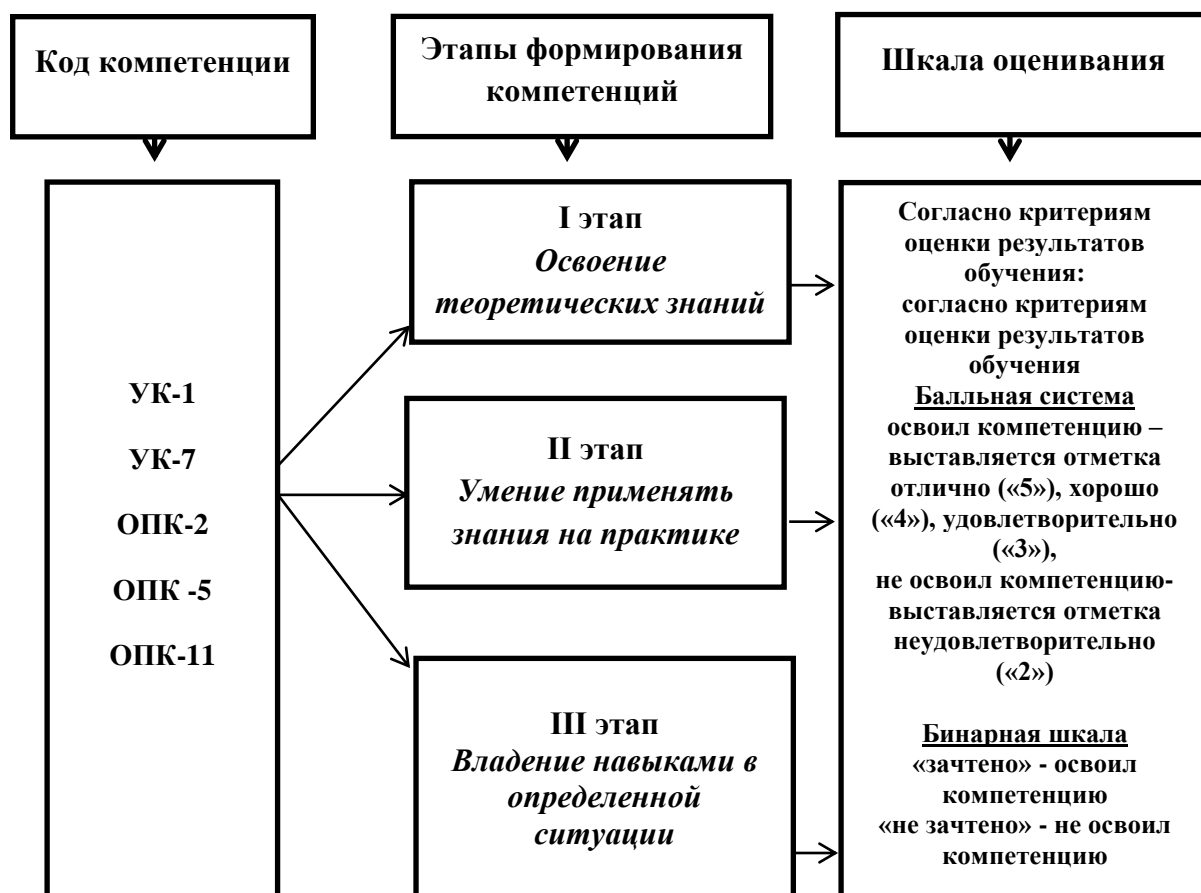 Код компетенции
Этапы формирования
компетенций
Шкала оценивания
УК-1
УК-7
ОПК-2
ОПК -5
ОПК-11
I этап
Освоение
теоретических знаний
II этап
Умение применять
знания на практике
III этап
Владение навыками в
определенной
ситуации
Согласно критериям
оценки результатов
обучения:
согласно критериям
оценки результатов
обучения
Балльная система
освоил компетенцию –
выставляется отметка
отлично («5»), хорошо
(«4»), удовлетворительно
(«3»),
не освоил компетенцию-
выставляется отметка
неудовлетворительно
(«2»)
Бинарная шкала
«зачтено» - освоил
компетенцию
«не зачтено» - не освоил
компетенцию